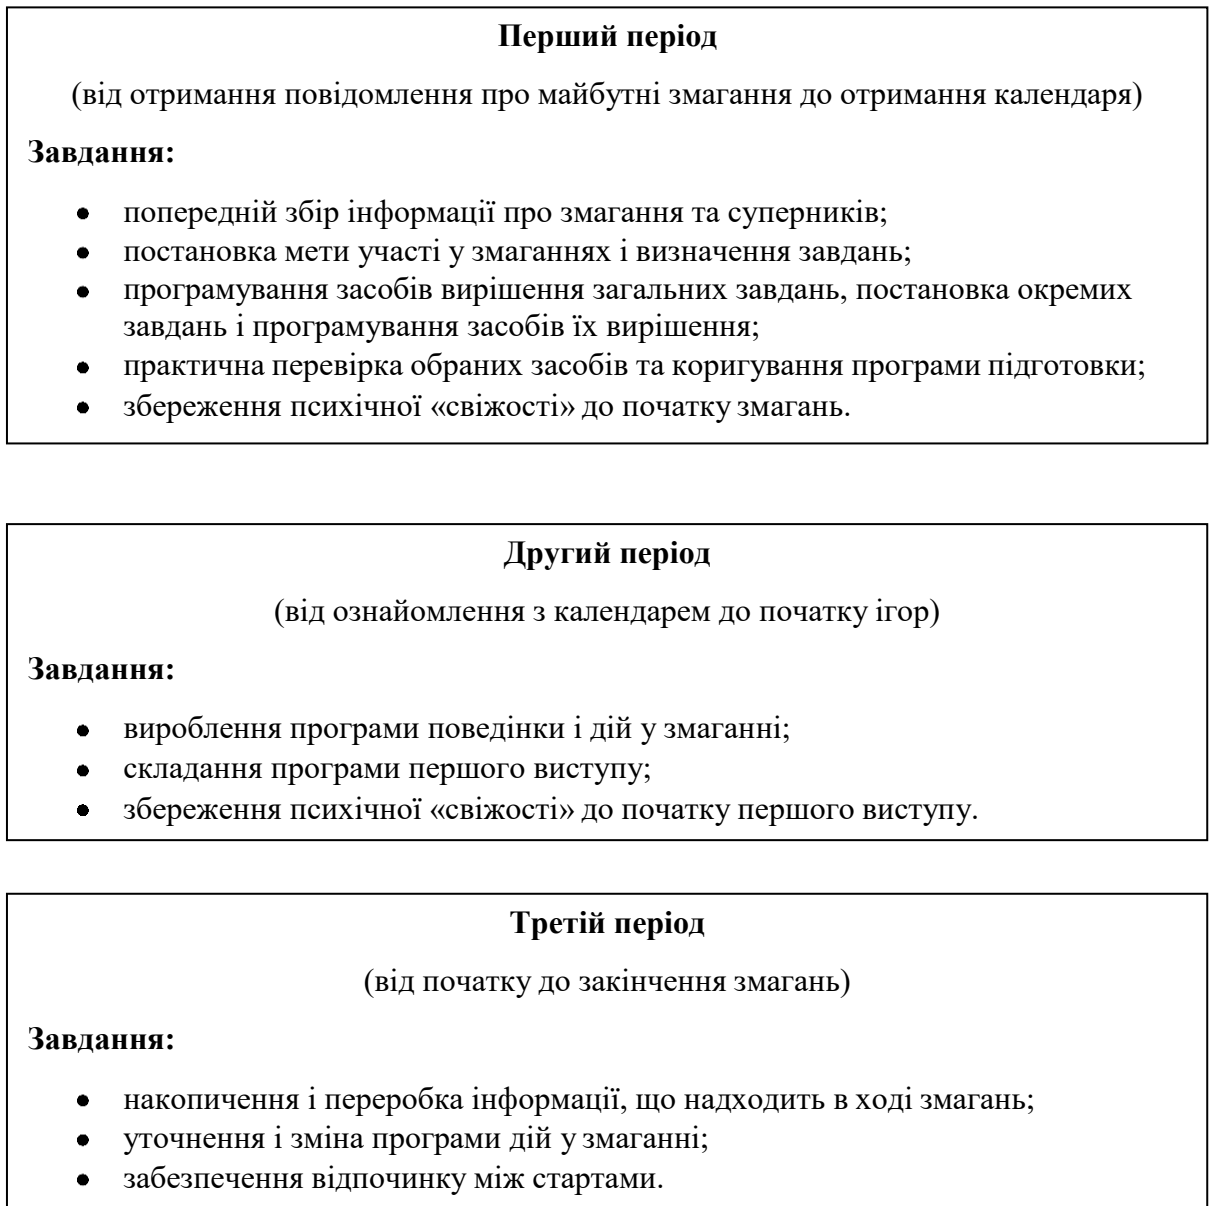 Перший період
(від отримання повідомлення про майбутні змагання до отримання календаря)
Завдання:
• попередній збір інформації про змагання та суперників;
• постановка мети участі у змаганнях і визначення завдань;
• програмування засобів вирішення загальних завдань, постановка окремих
завдань і програмування засобів їх вирішення;
• практична перевірка обраних засобів та коригування програми підготовки;
• збереження психічної «свіжості» до початку змагань.
Другий період
(від ознайомлення з календарем до початку ігор)
Завдання:
• вироблення програми поведінки і дій у змаганні;
• складання програми першого виступу;
• збереження психічної «свіжості» до початку першого виступу.
Третій період
(від початку до закінчення змагань)
Завдання:
• накопичення і переробка інформації, що надходить в ході змагань;
• уточнення і зміна програми дій у змаганні;
• забезпечення відпочинку між стартами.